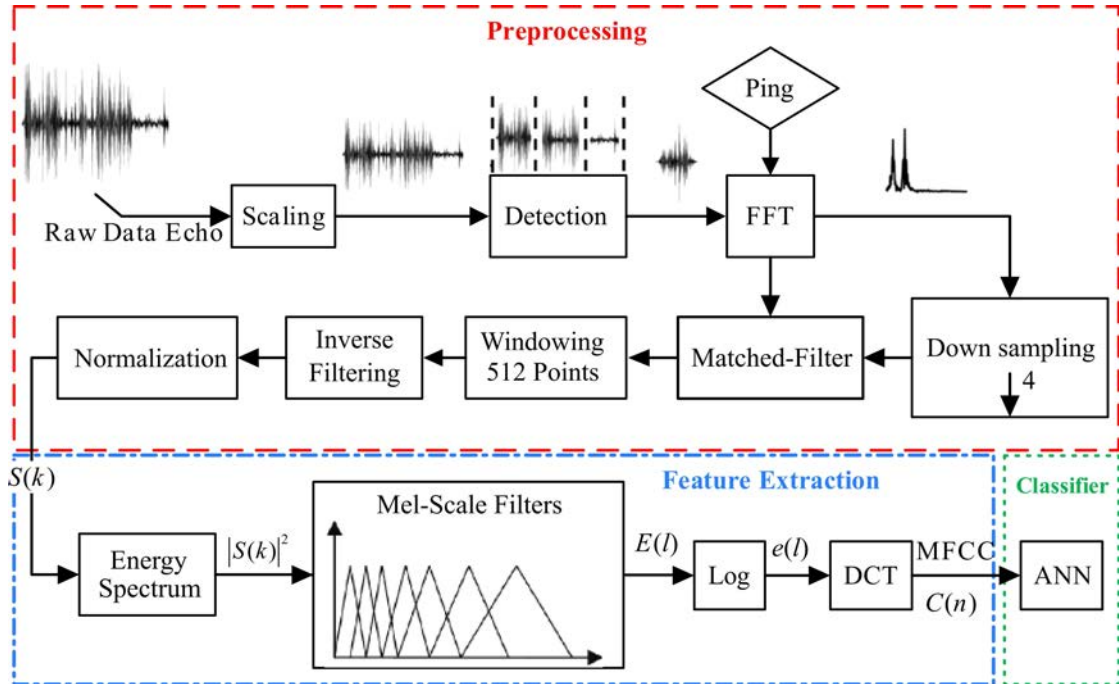 Preprocessing
Ping
Raw Data Echo
Scaling
Detection
FFT
Normalization
Inverse
Filtering
Windowing
512 Points
Matched-Filter
Down sampling
4
S(k)
Feature Extraction
Classifier
Energy
Spectrum
|S(k)|²
Mel-Scale Filters
E(l)
Log
e(l)
DCT
MFCC
C(n)
ANN